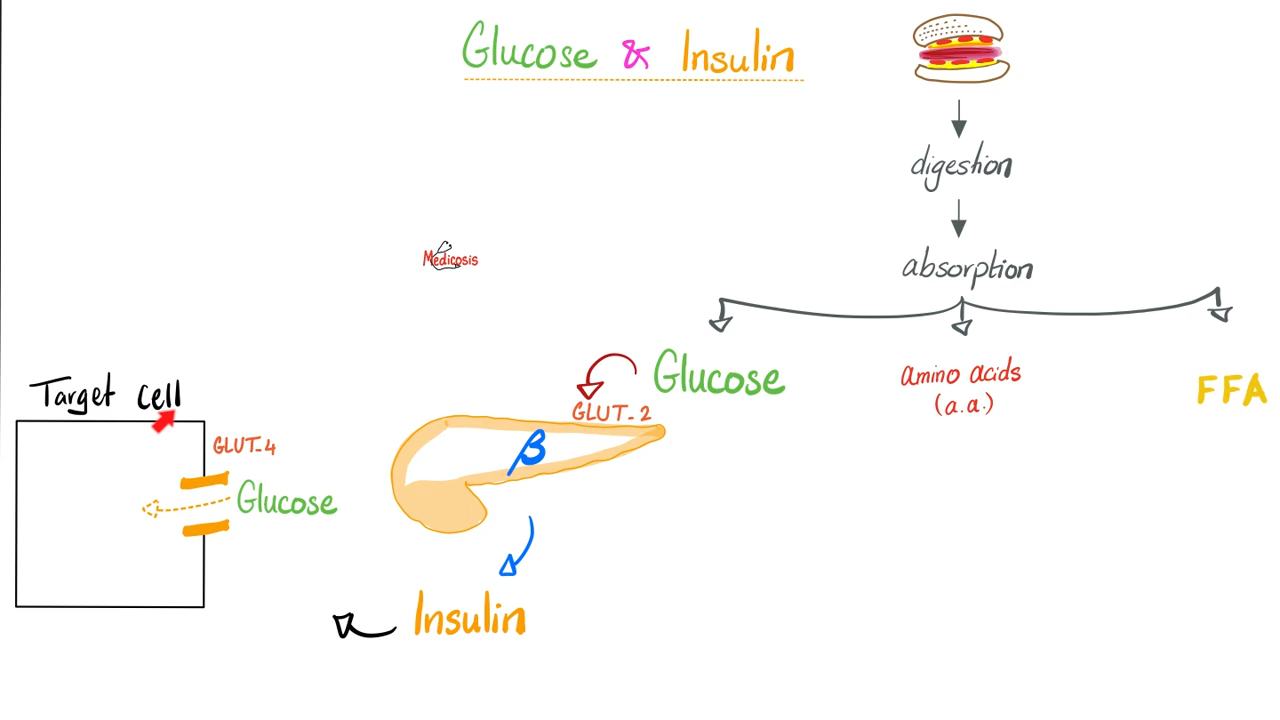 Glucose & Insulin
digestion
absorption
Medicosis
Glucose
amino acids
(a.a.)
FFA
GLUT-2
Target cell
GLUT-4
Glucose
β
Insulin